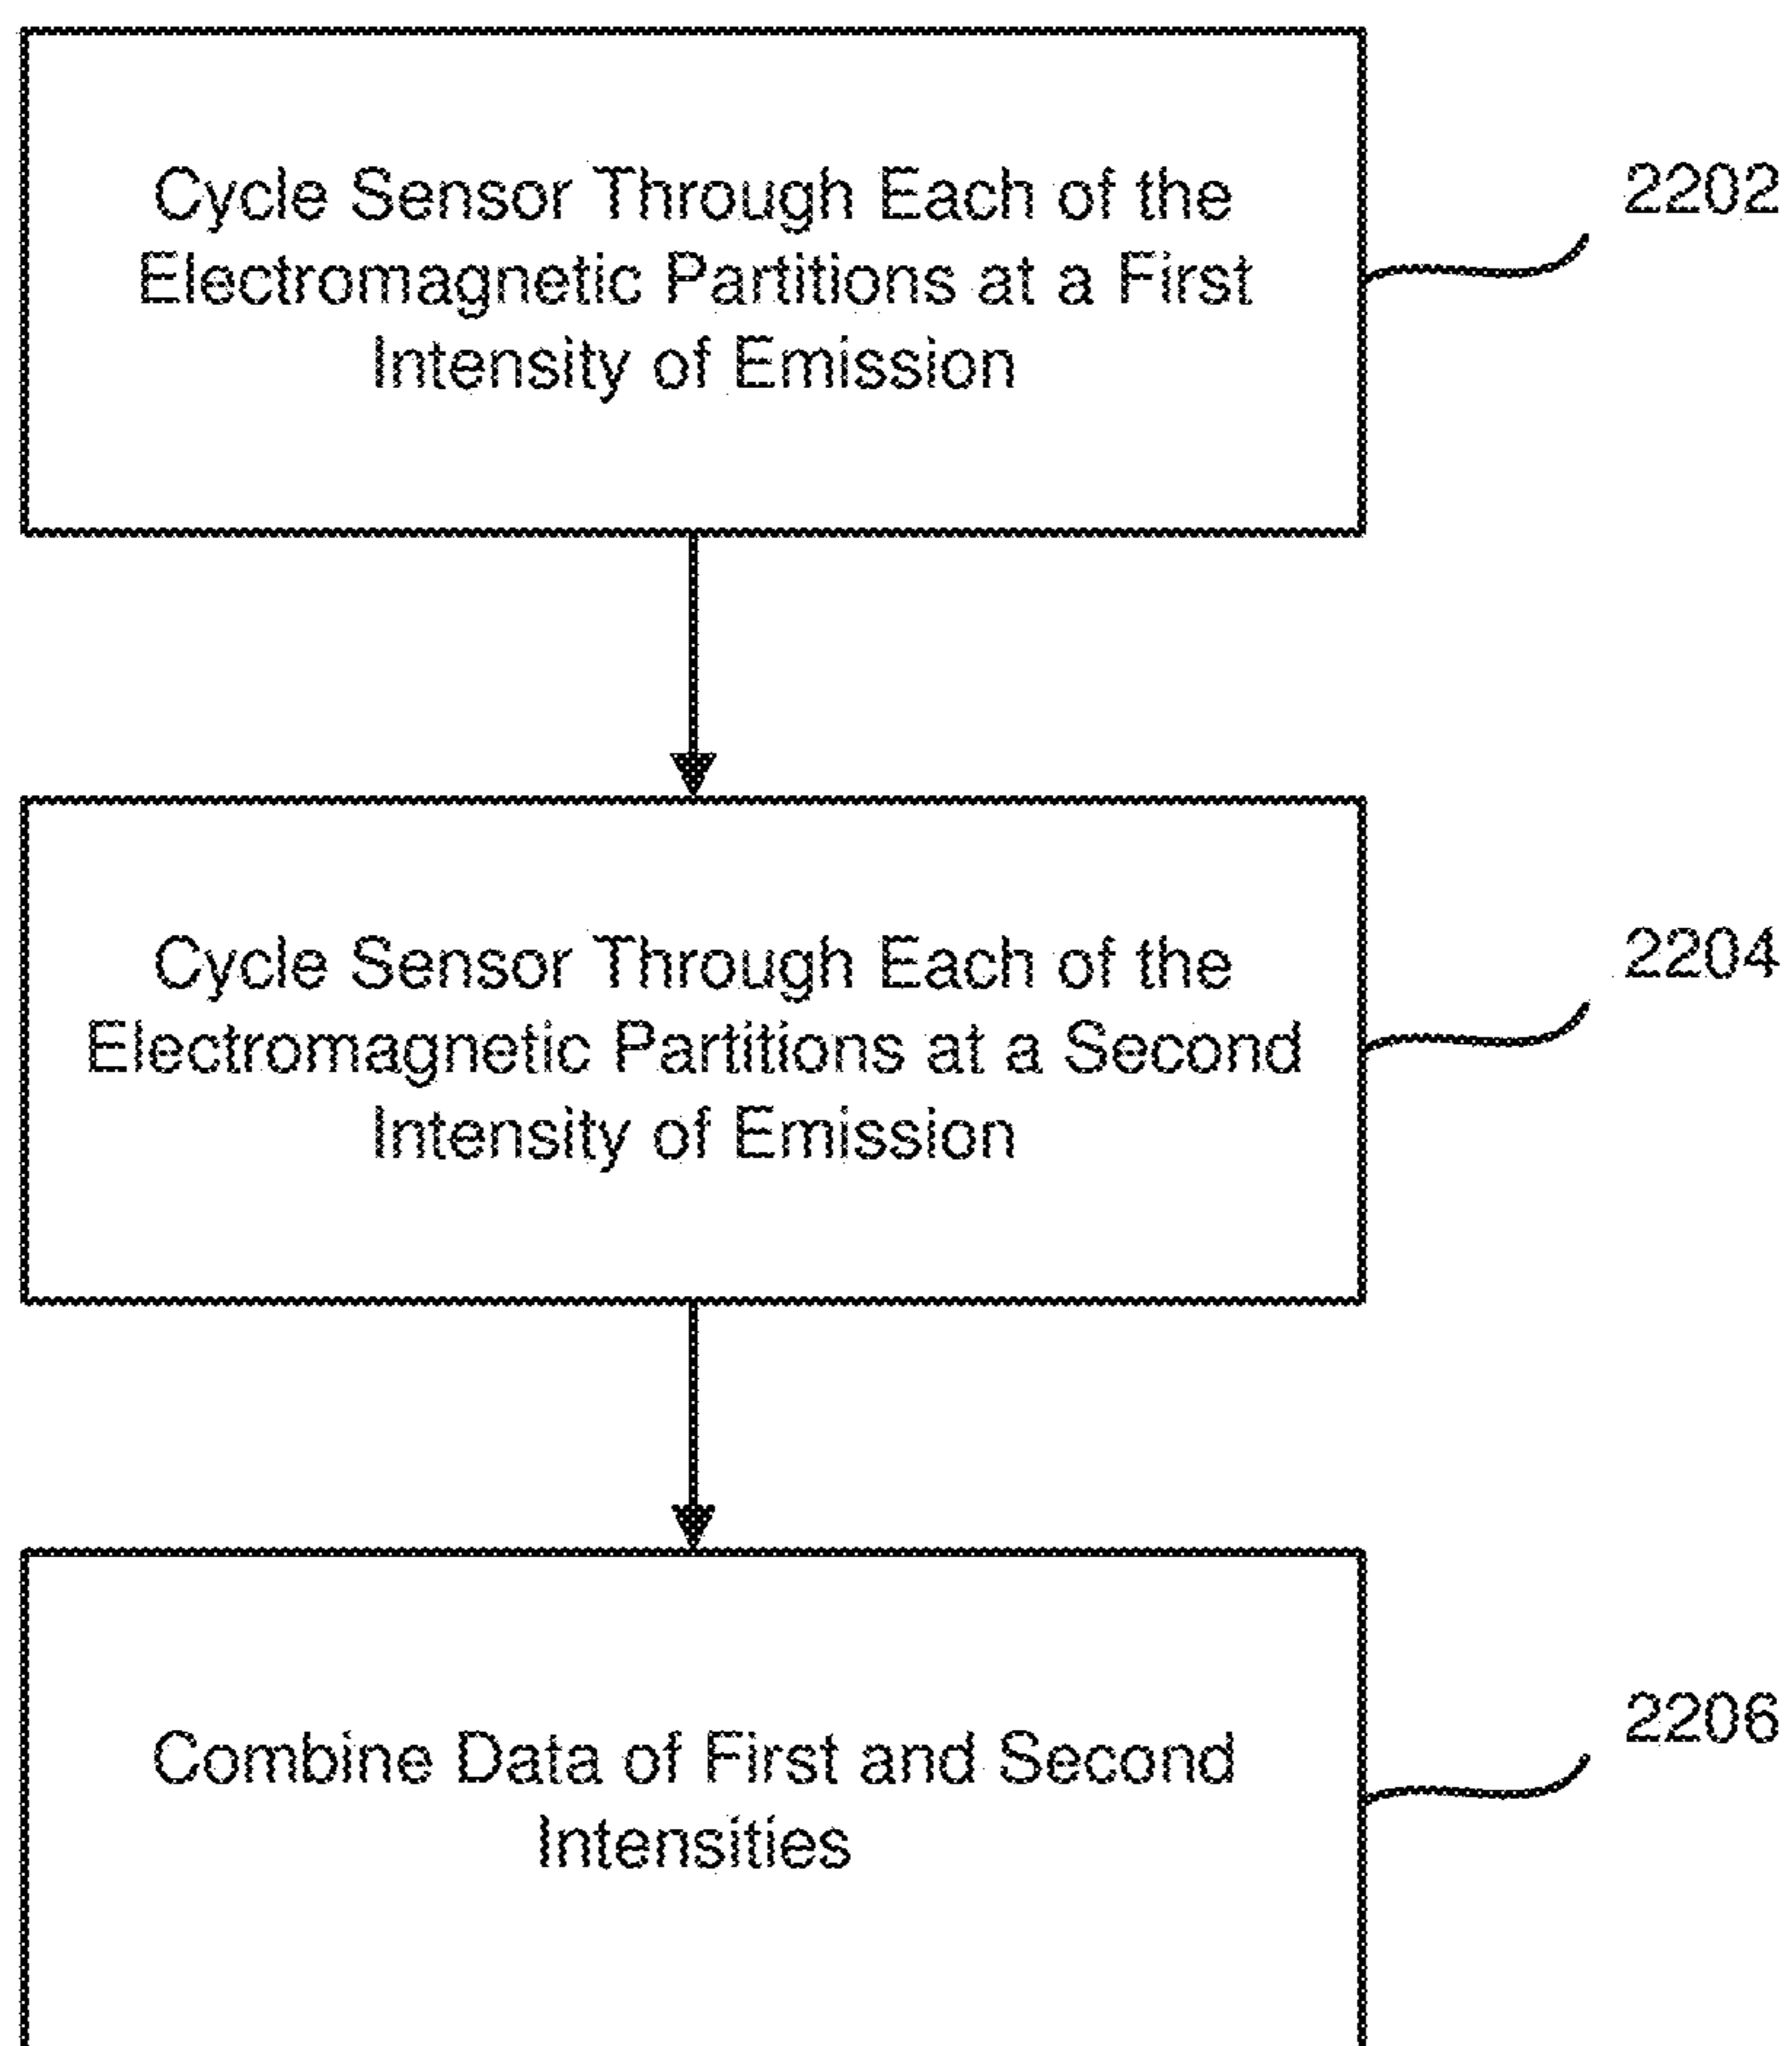 Cycle Sensor Through Each of the
Electromagnetic Partitions at a First
Intensity of Emission
2202
Cycle Sensor Through Each of the
Electromagnetic Partitions at a Second
Intensity of Emission
2204
Combine Data of First and Second
Intensities
2206